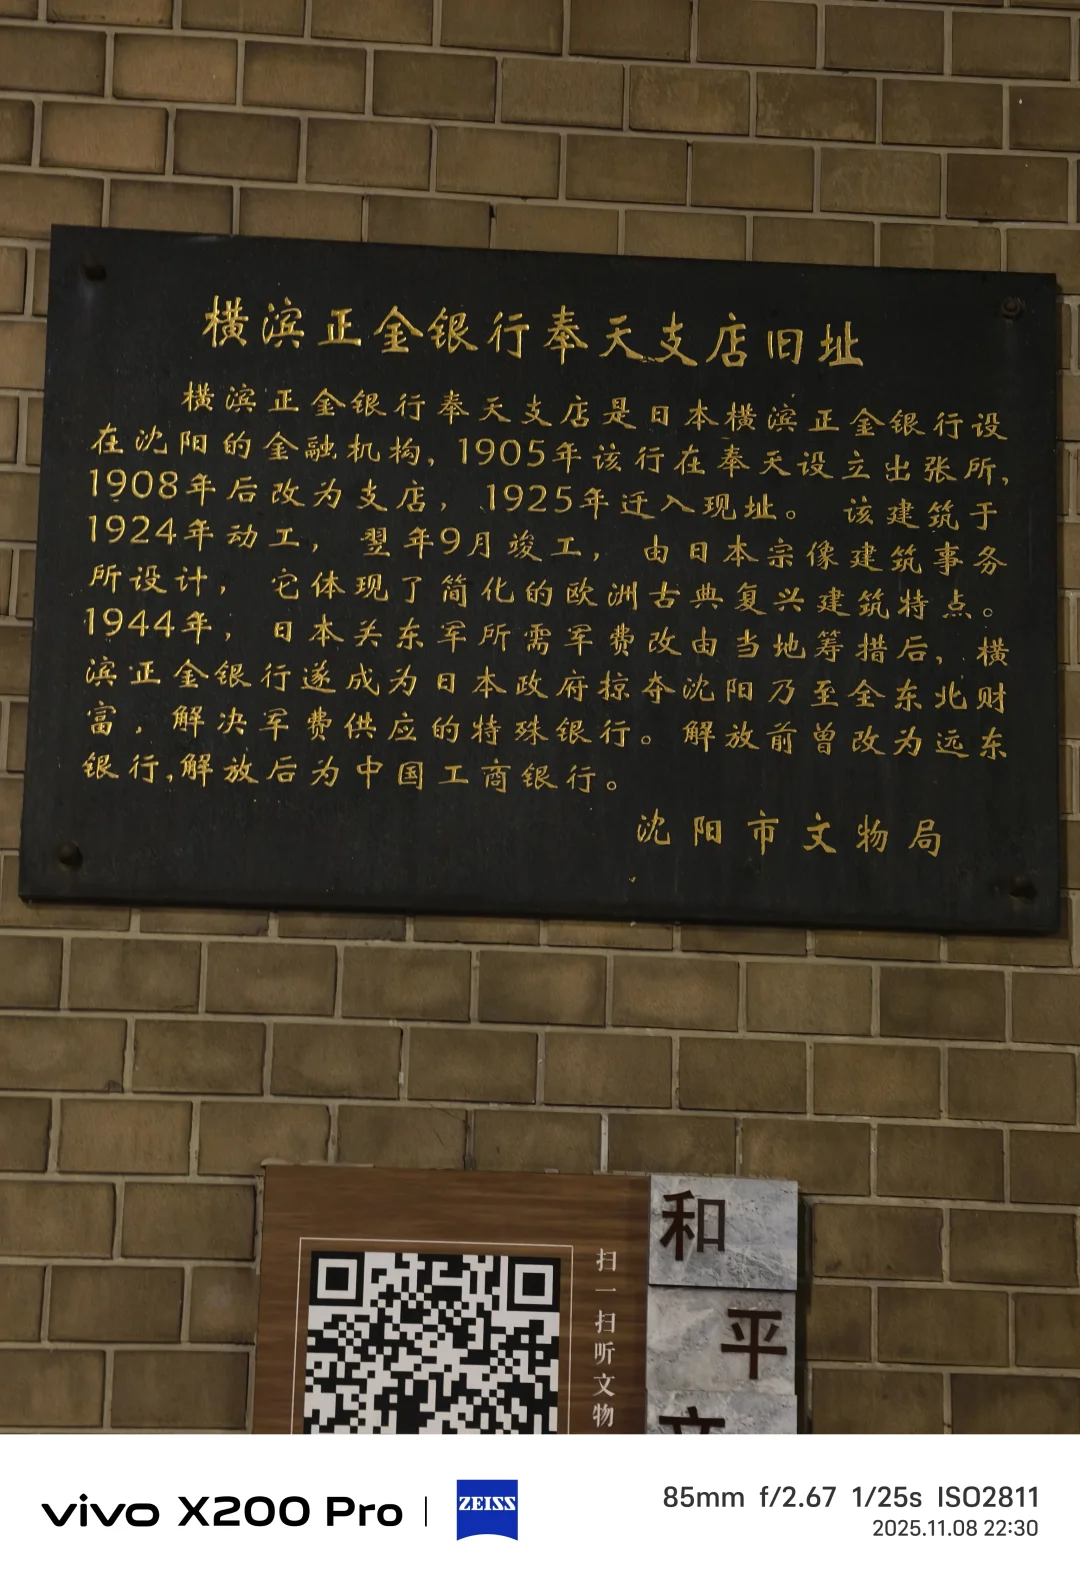 横滨正金银行奉天支店旧址
横滨正金银行奉天支店是日本横滨正金银行设
在沈阳的金融机构，1905年该行在奉天设立出张所，
1908年后改为支店，1925年迁入现址。该建筑于
1924年动工，翌年9月竣工，由日本宗像建筑事务
所设计，它体现了简化的欧洲古典复兴建筑特点。
1944年，日本关东军所需军费改由当地筹措后，横
滨正金银行遂成为日本政府掠夺沈阳乃至全东北财
富，解决军费供应的特殊银行。解放前曾改为远东
银行，解放后为中国工商银行。
沈阳市文物局
扫一扫听文物
和
平
vivo X200 Pro | ZEISS
85mm f/2.67 1/25s ISO2811
2025.11.08 22:30